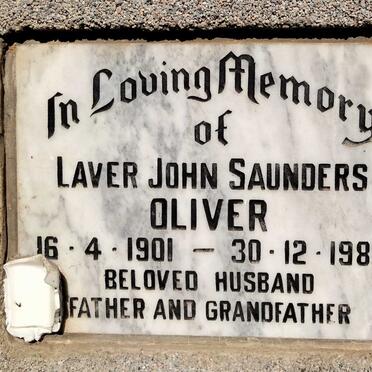 In Loving Memory
of
LAVER JOHN SAUNDERS
OLIVER
16 · 4 · 1901 — 30 · 12 · 198
BELOVED HUSBAND
FATHER AND GRANDFATHER